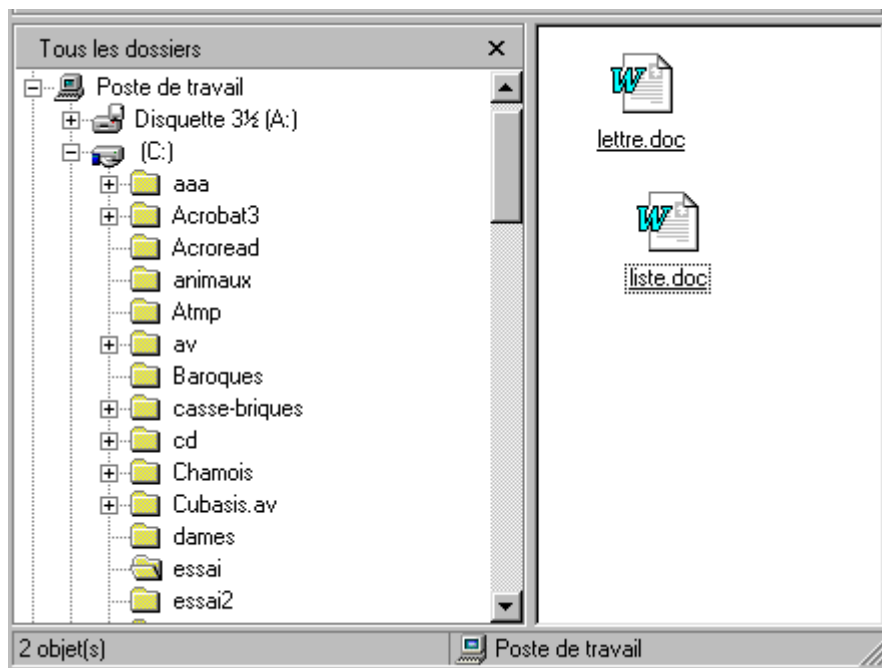 Tous les dossiers
Poste de travail
Disquette 3½ (A:)
(C:)
aaa
Acrobat3
Acroread
animaux
Atmp
av
Baroques
casse-briques
cd
Chamois
Cubasis.av
dames
essai
essai2
lettre.doc
liste.doc
2 objet(s)
Poste de travail